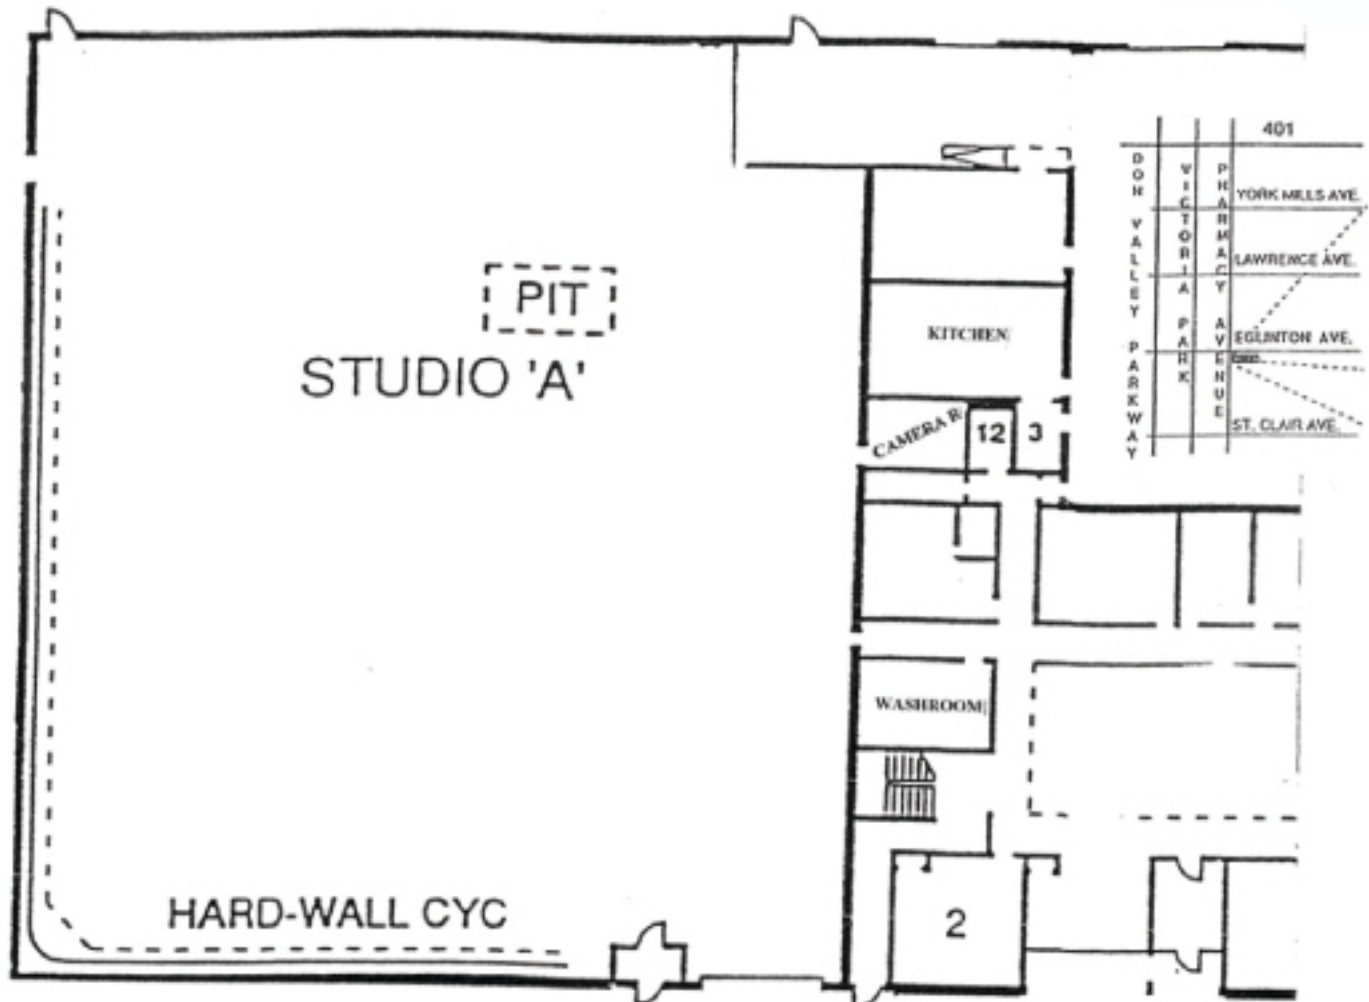 PIT
STUDIO 'A'
HARD-WALL CYC
KITCHEN
CAMERA R
12
3
WASHROOM
2
401
DON VALLEY PARKWAY
VICTORIA PARK
PHARMACY AVENUE
YORK MILLS AVE.
LAWRENCE AVE.
EGLINTON AVE.
ST. CLAIR AVE.